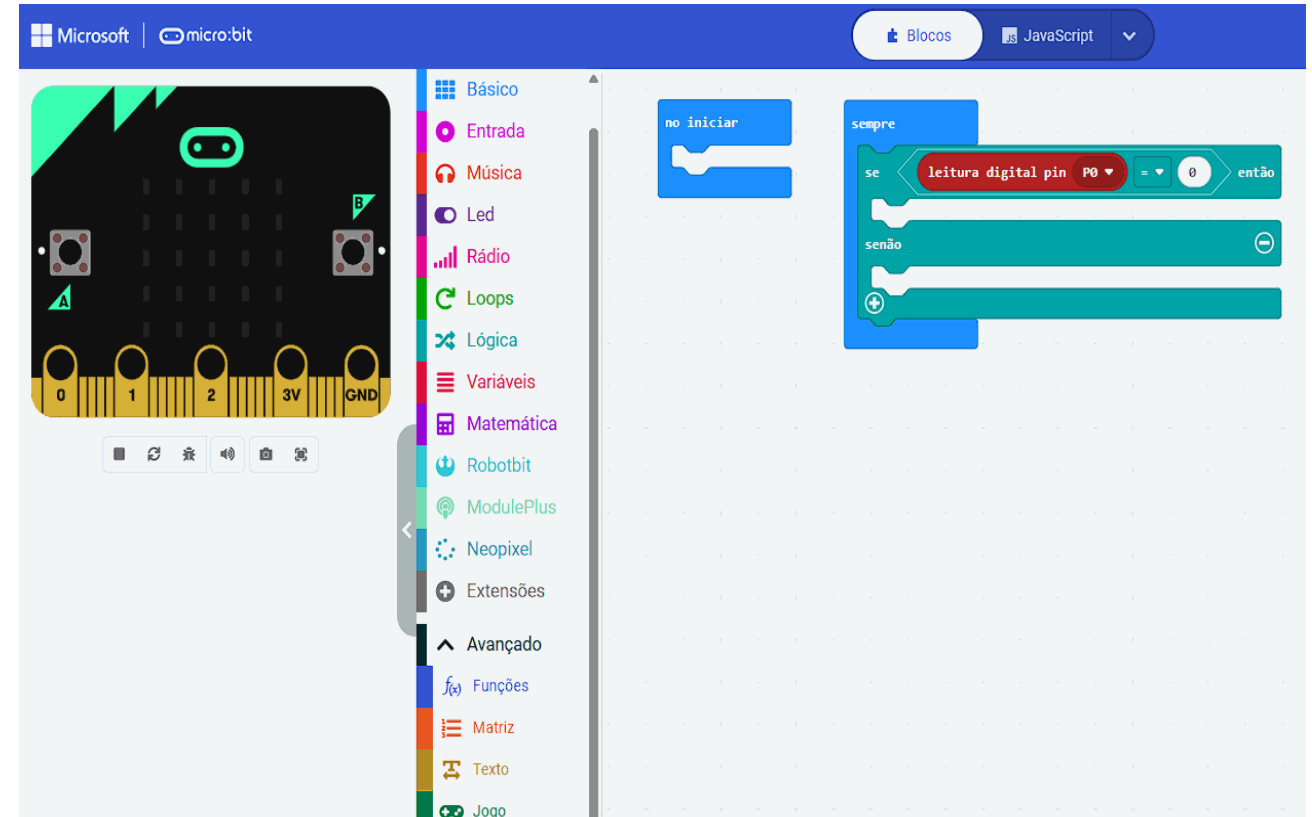 Microsoft micro:bit Blocos JS JavaScript
B
A
0 1 2 3V GND
Básico
Entrada
Música
Led
Rádio
Loops
Lógica
Variáveis
Matemática
Robotbit
ModulePlus
Neopixel
Extensões
Avançado
f(x) Funções
Matriz
Texto
Jogo
no iniciar
sempre
se leitura digital pin P0 = 0 então
senão